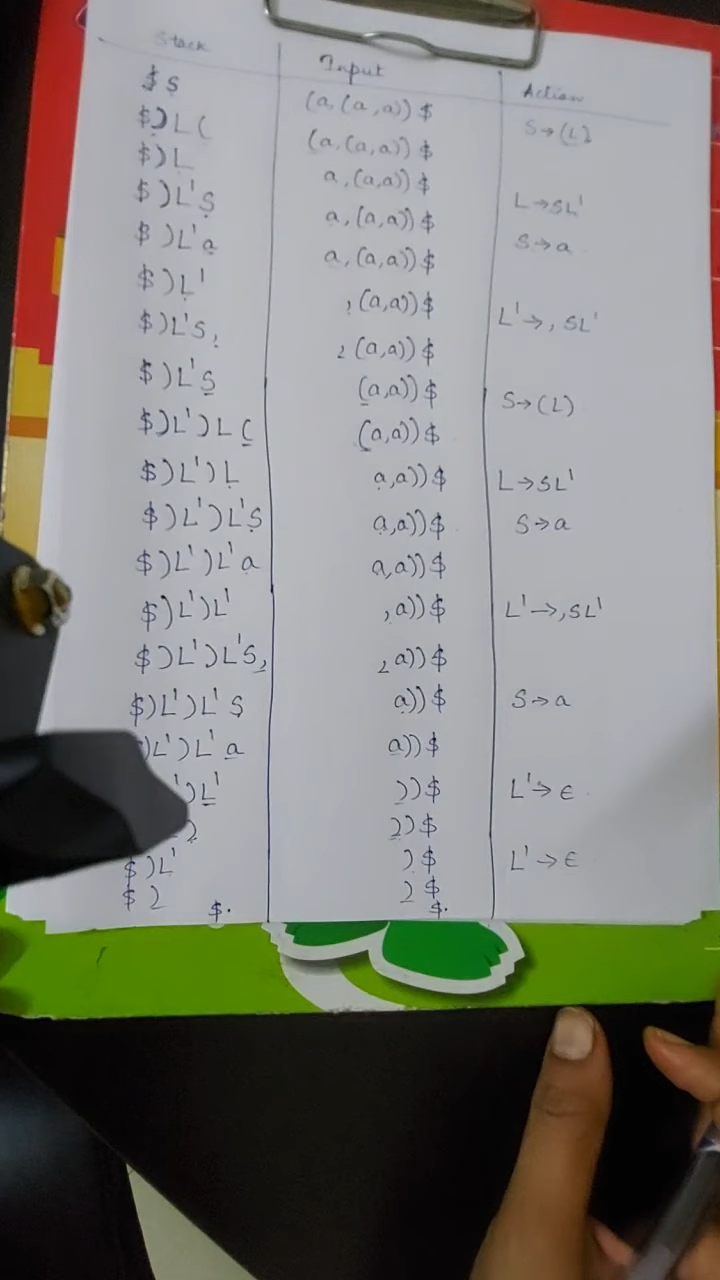 Stack Input Action
$S (a,(a,a))$ S→(L)
$)L( (a,(a,a))$
$)L a,(a,a))$ L→SL'
$)L'S a,(a,a))$ S→a
$)L'a a,(a,a))$
$)L' ,(a,a))$ L'→,SL'
$)L'S, ,(a,a))$
$)L'S (a,a))$ S→(L)
$)L')L( (a,a))$
$)L')L a,a))$ L→SL'
$)L')L'S a,a))$ S→a
$)L')L'a a,a))$
$)L')L' ,a))$ L'→,SL'
$)L')L'S, ,a))$
$)L')L'S a))$ S→a
)L')L'a a))$
')L' ))$ L'→ε
) ))$
$)L' )$ L'→ε
$) )$
$. $.